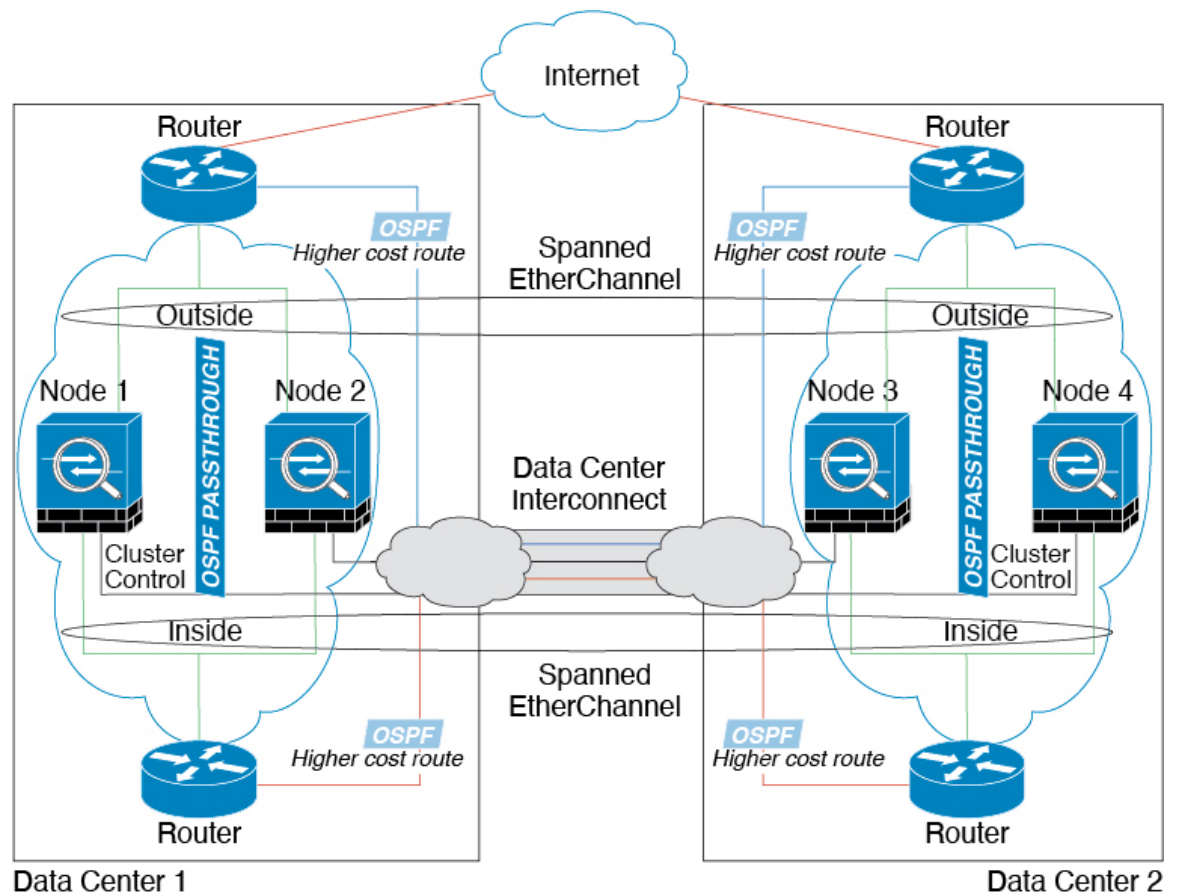 Internet
Router
Router
OSPF
Higher cost route
OSPF
Higher cost route
Spanned
EtherChannel
Outside
Outside
Node 1
Node 2
Node 3
Node 4
OSPF PASSTHROUGH
OSPF PASSTHROUGH
Data Center
Interconnect
Cluster
Control
Cluster
Control
Inside
Inside
Spanned
EtherChannel
OSPF
Higher cost route
OSPF
Higher cost route
Router
Router
Data Center 1
Data Center 2